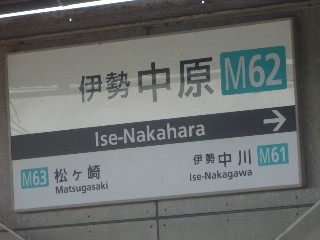 伊勢中原 M62
Ise-Nakahara →
M63 松ヶ崎 伊勢中川 M61
Matsugasaki Ise-Nakagawa